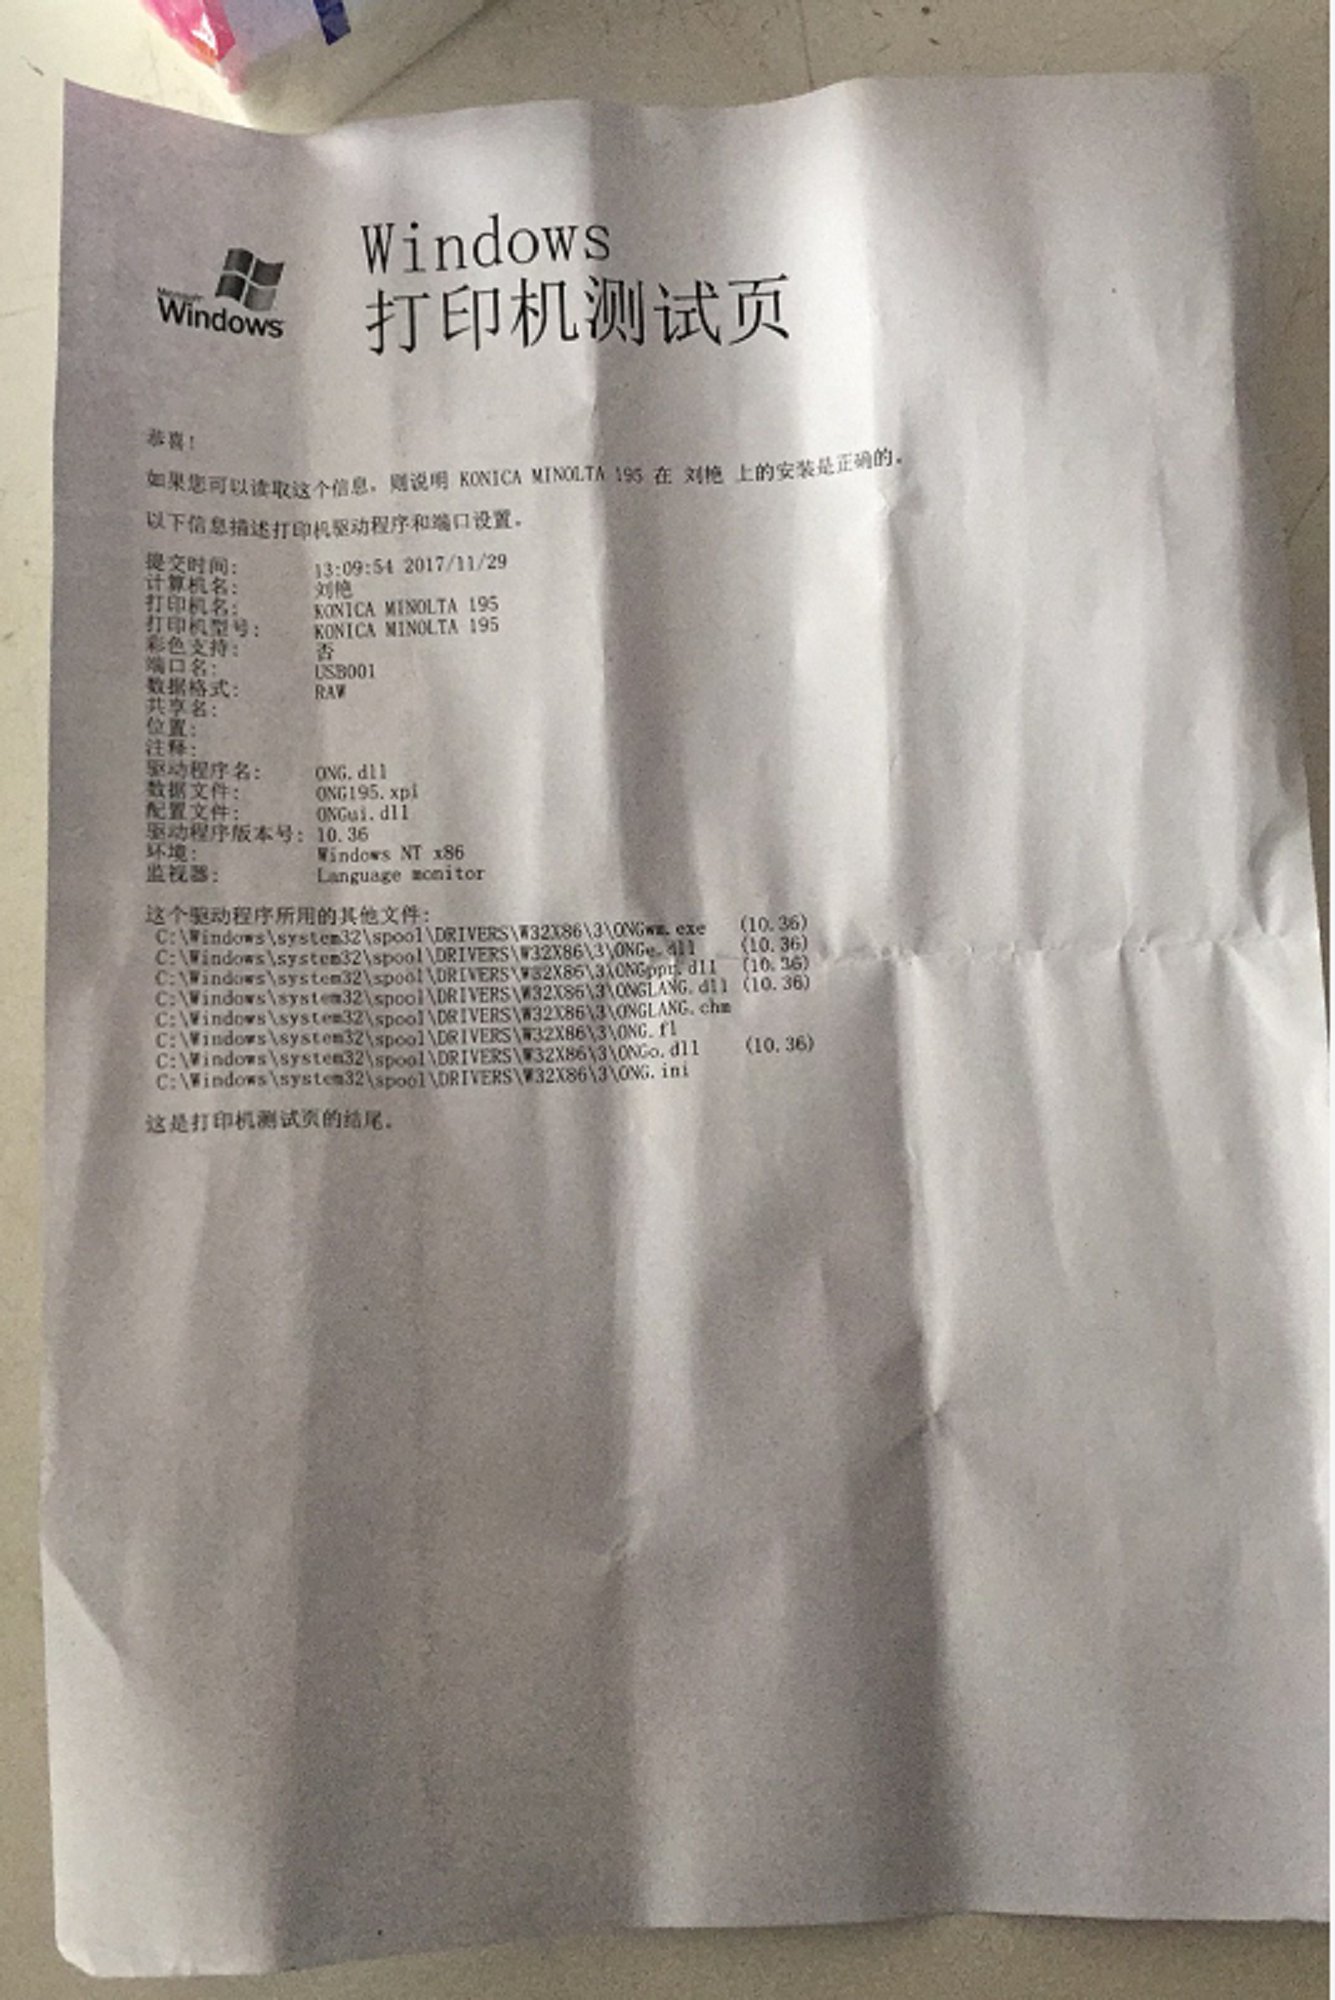 Microsoft
Windows
Windows
打印机测试页
恭喜!
如果您可以读取这个信息，则说明 KONICA MINOLTA 195 在 刘艳 上的安装是正确的。
以下信息描述打印机驱动程序和端口设置。
提交时间: 13:09:54 2017/11/29
计算机名: 刘艳
打印机名: KONICA MINOLTA 195
打印机型号: KONICA MINOLTA 195
彩色支持: 否
端口名: USB001
数据格式: RAW
共享名:
位置:
注释:
驱动程序名: ONG.dll
数据文件: ONG195.xpi
配置文件: ONGui.dll
驱动程序版本号: 10.36
环境: Windows NT x86
监视器: Language monitor
这个驱动程序所用的其他文件:
C:\Windows\system32\spool\DRIVERS\W32X86\3\ONGwm.exe (10.36)
C:\Windows\system32\spool\DRIVERS\W32X86\3\ONGe.dll (10.36)
C:\Windows\system32\spool\DRIVERS\W32X86\3\ONGppr.dll (10.36)
C:\Windows\system32\spool\DRIVERS\W32X86\3\ONGLANG.dll (10.36)
C:\Windows\system32\spool\DRIVERS\W32X86\3\ONGLANG.chm
C:\Windows\system32\spool\DRIVERS\W32X86\3\ONG.fl
C:\Windows\system32\spool\DRIVERS\W32X86\3\ONGo.dll (10.36)
C:\Windows\system32\spool\DRIVERS\W32X86\3\ONG.ini
这是打印机测试页的结尾。